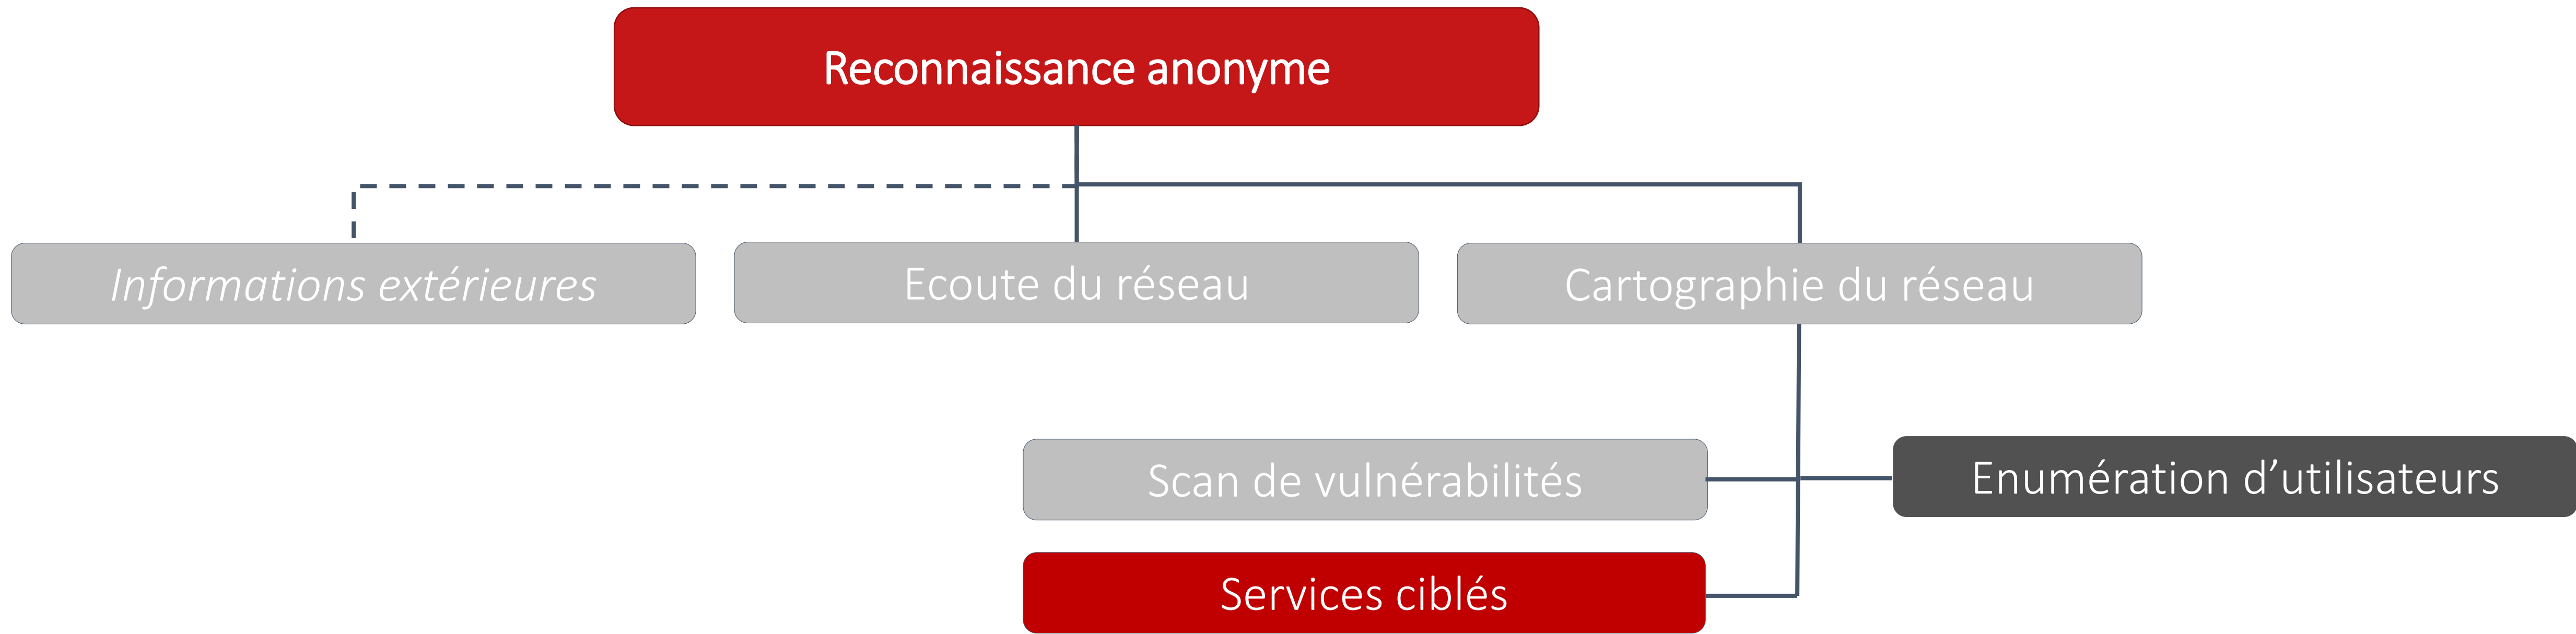 Reconnaissance anonyme
Informations extérieures
Ecoute du réseau
Cartographie du réseau
Scan de vulnérabilités
Enumération d’utilisateurs
Services ciblés